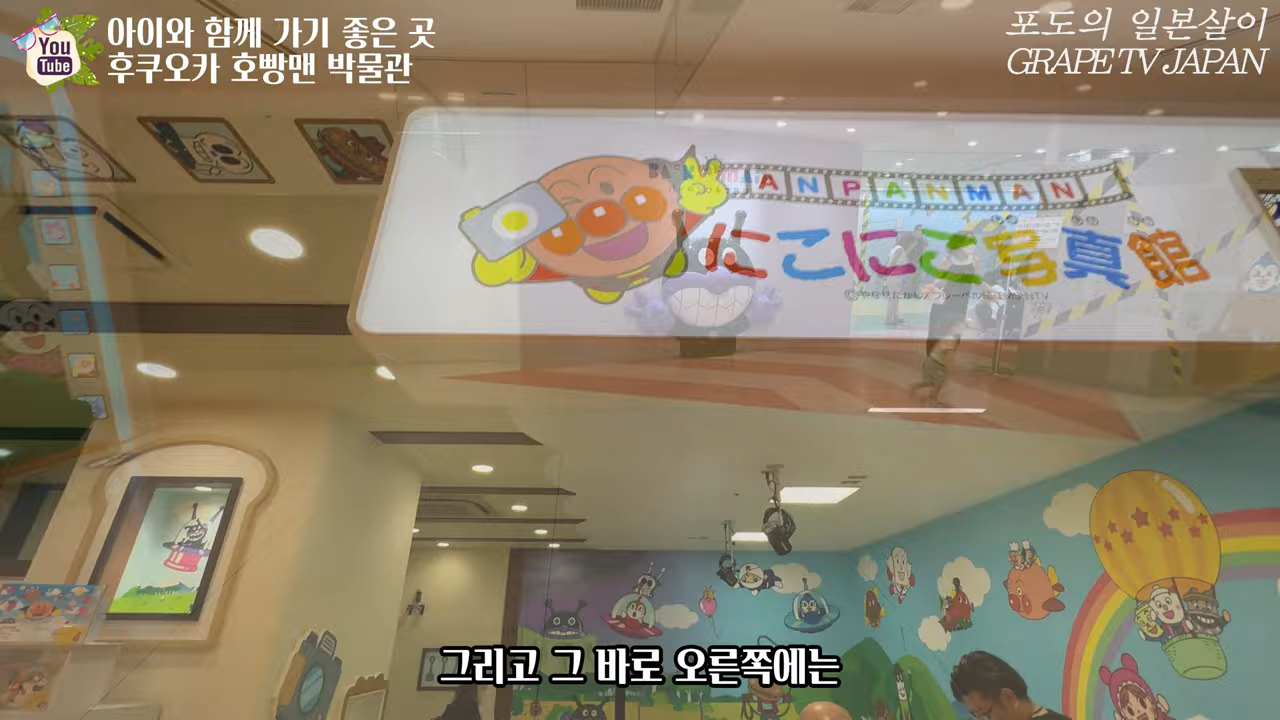 You
Tube
아이와 함께 가기 좋은 곳
후쿠오카 호빵맨 박물관
포도의 일본살이
GRAPE TV JAPAN
ANPANMAN
にこにこ写真館
그리고 그 바로 오른쪽에는